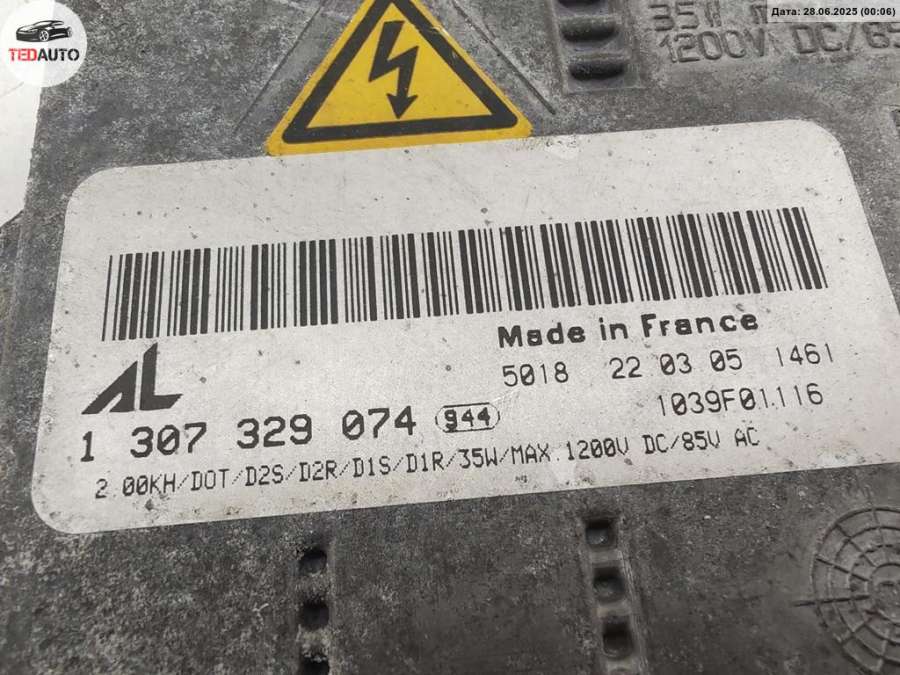 TEDAUTO
Дата: 28.06.2025 (00:06)
35W
1200V DC/85
Made in France
5018 22 03 05 1461
1039F01.116
AL
1 307 329 074 944
2.00KH/DOT/D2S/D2R/D1S/D1R/35W/MAX.1200V DC/85V AC